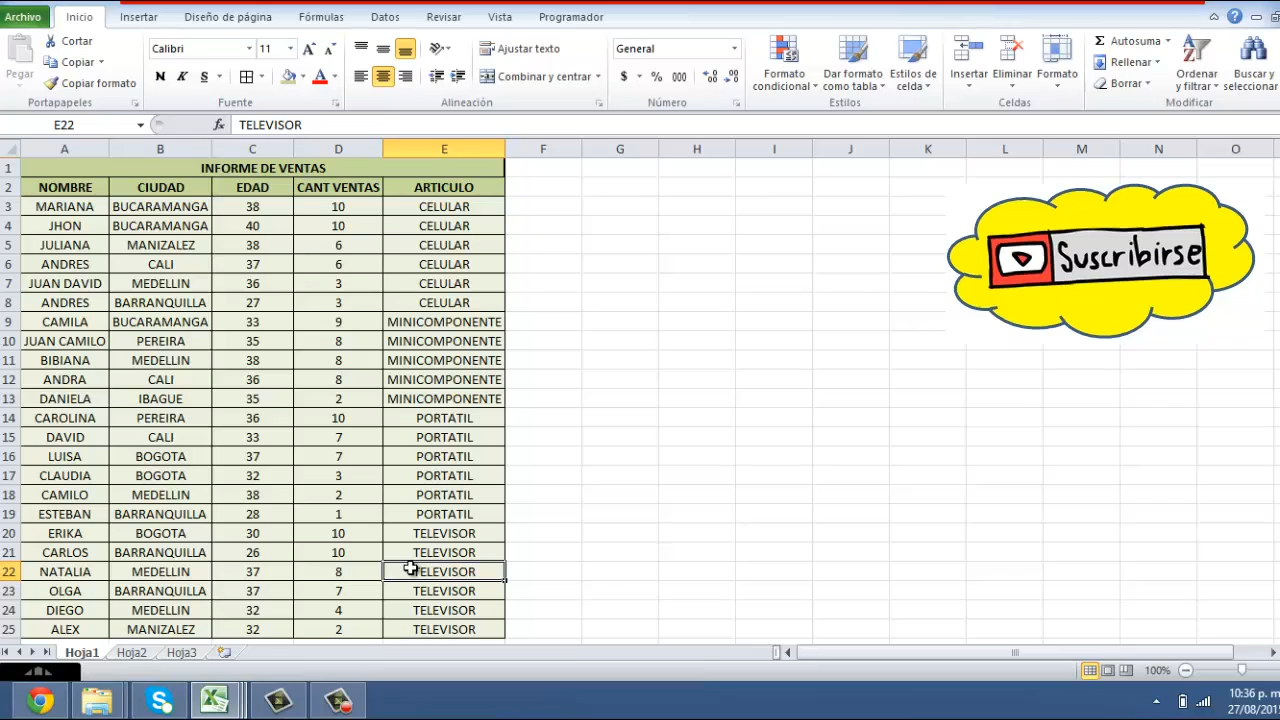 Archivo Inicio Insertar Diseño de página Fórmulas Datos Revisar Vista Programador
Pegar
Cortar
Copiar
Copiar formato
Portapapeles
Calibri 11
N K S
Fuente
Ajustar texto
Combinar y centrar
Alineación
General
$ % 000
Número
Formato condicional
Dar formato como tabla
Estilos de celda
Estilos
Insertar Eliminar Formato
Celdas
Autosuma
Rellenar
Borrar
Ordenar y filtrar
Buscar y seleccionar
Modificar
E22 fx TELEVISOR
A B C D E F G H I J K L M N O
1 INFORME DE VENTAS
2 NOMBRE CIUDAD EDAD CANT VENTAS ARTICULO
3 MARIANA BUCARAMANGA 38 10 CELULAR
4 JHON BUCARAMANGA 40 10 CELULAR
5 JULIANA MANIZALEZ 38 6 CELULAR
6 ANDRES CALI 37 6 CELULAR
7 JUAN DAVID MEDELLIN 36 3 CELULAR
8 ANDRES BARRANQUILLA 27 3 CELULAR
9 CAMILA BUCARAMANGA 33 9 MINICOMPONENTE
10 JUAN CAMILO PEREIRA 35 8 MINICOMPONENTE
11 BIBIANA MEDELLIN 38 8 MINICOMPONENTE
12 ANDRA CALI 36 8 MINICOMPONENTE
13 DANIELA IBAGUE 35 2 MINICOMPONENTE
14 CAROLINA PEREIRA 36 10 PORTATIL
15 DAVID CALI 33 7 PORTATIL
16 LUISA BOGOTA 37 7 PORTATIL
17 CLAUDIA BOGOTA 32 3 PORTATIL
18 CAMILO MEDELLIN 38 2 PORTATIL
19 ESTEBAN BARRANQUILLA 28 1 PORTATIL
20 ERIKA BOGOTA 30 10 TELEVISOR
21 CARLOS BARRANQUILLA 26 10 TELEVISOR
22 NATALIA MEDELLIN 37 8 TELEVISOR
23 OLGA BARRANQUILLA 37 7 TELEVISOR
24 DIEGO MEDELLIN 32 4 TELEVISOR
25 ALEX MANIZALEZ 32 2 TELEVISOR
Suscribirse
Hoja1 Hoja2 Hoja3
100%
10:36 p. m
27/08/201